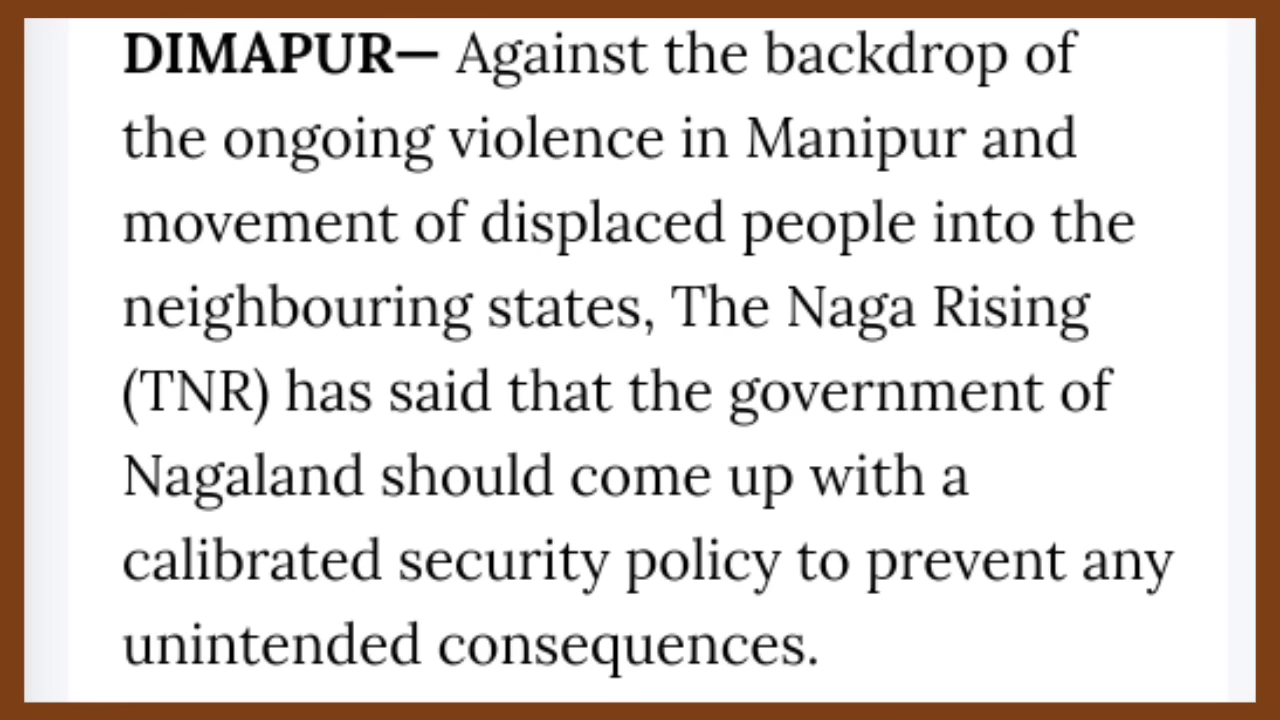 DIMAPUR— Against the backdrop of
the ongoing violence in Manipur and
movement of displaced people into the
neighbouring states, The Naga Rising
(TNR) has said that the government of
Nagaland should come up with a
calibrated security policy to prevent any
unintended consequences.